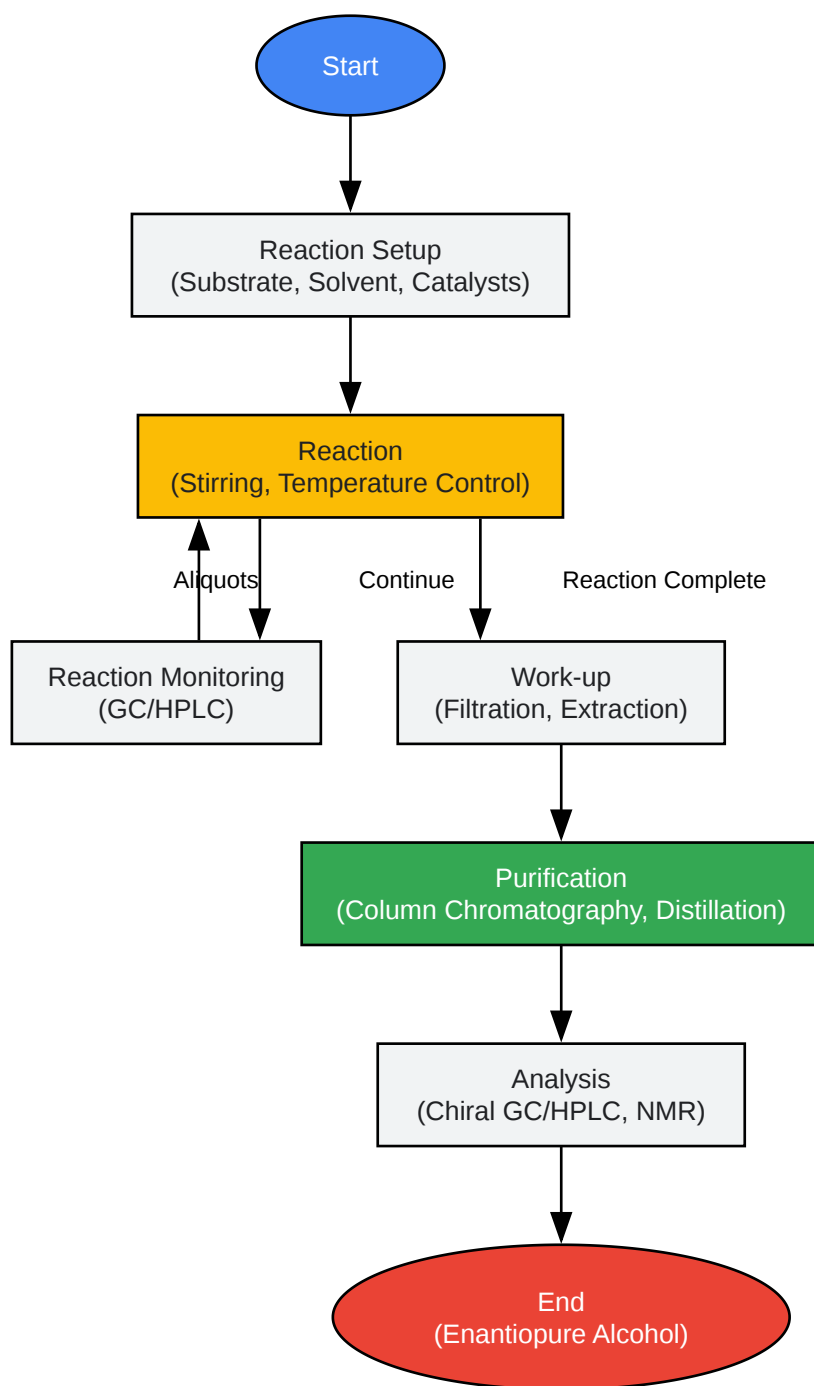 Start
Reaction Setup
(Substrate, Solvent, Catalysts)
Reaction
(Stirring, Temperature Control)
Aliquots
Continue
Reaction Complete
Reaction Monitoring
(GC/HPLC)
Work-up
(Filtration, Extraction)
Purification
(Column Chromatography, Distillation)
Analysis
(Chiral GC/HPLC, NMR)
End
(Enantiopure Alcohol)